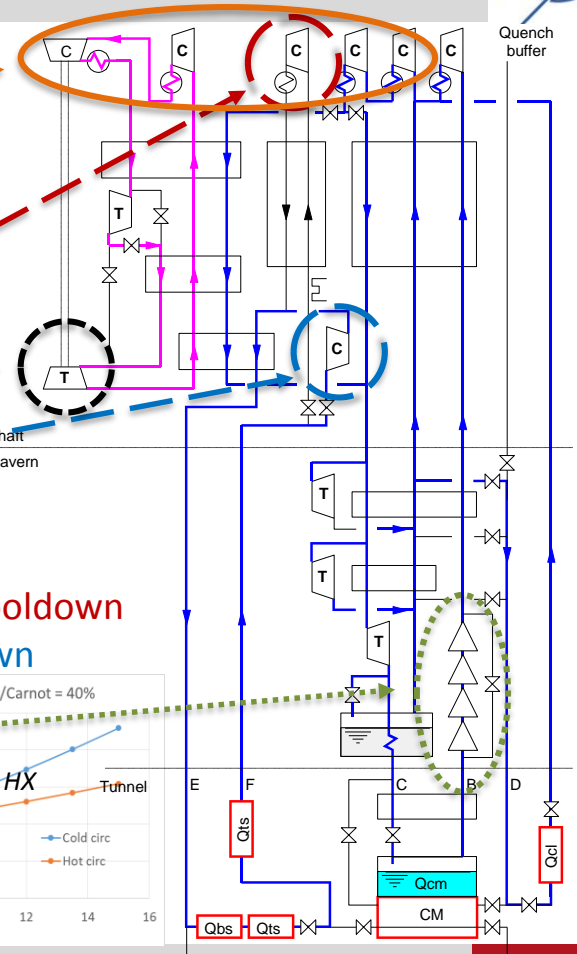 Quench
buffer
C
C
C
C
C
C
T
C
T
haft
avern
T
T
T
oldown
wn
/Carnot = 40%
HX
Tunnel
E
F
C
B
D
Cold circ
Hot circ
Qts
Qcl
Qcm
CM
Qbs
Qts
12
14
16